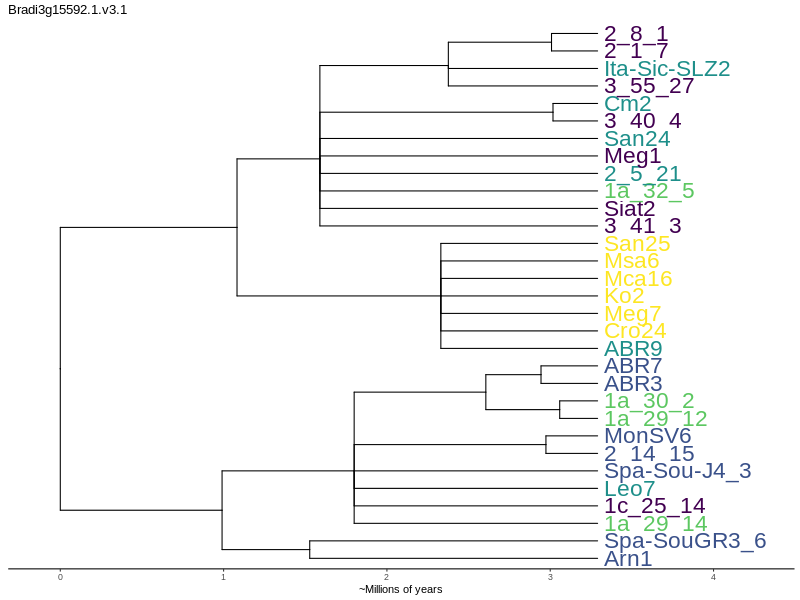 Bradi3g15592.1.v3.1
2_8_1
2_1_7
Ita-Sic-SLZ2
3_55_27
Cm2
3_40_4
San24
Meg1
2_5_21
1a_32_5
Siat2
3_41_3
San25
Msa6
Mca16
Ko2
Meg7
Cro24
ABR9
ABR7
ABR3
1a_30_2
1a_29_12
MonSV6
2_14_15
Spa-Sou-J4_3
Leo7
1c_25_14
1a_29_14
Spa-SouGR3_6
Arn1
0 1 2 3 4
~Millions of years